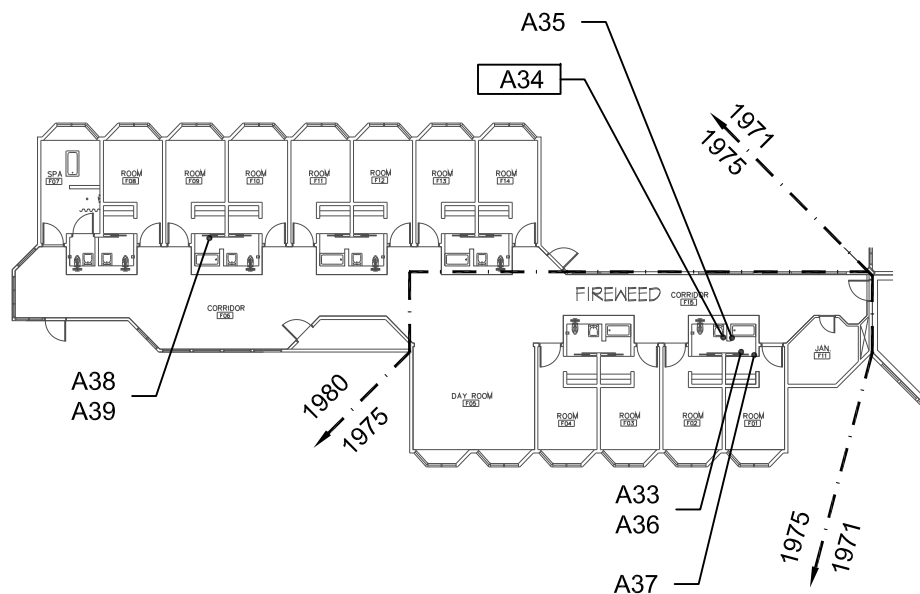 A35
A34
1971
1975
SPA
F07
ROOM
F08
ROOM
F09
ROOM
F10
ROOM
F11
ROOM
F12
ROOM
F13
ROOM
F14
FIREWEED
CORRIDOR
F15
CORRIDOR
F06
JAN.
F11
A38
A39
1980
1975
DAY ROOM
F05
ROOM
F04
ROOM
F03
ROOM
F02
ROOM
F01
A33
A36
1975
1971
A37